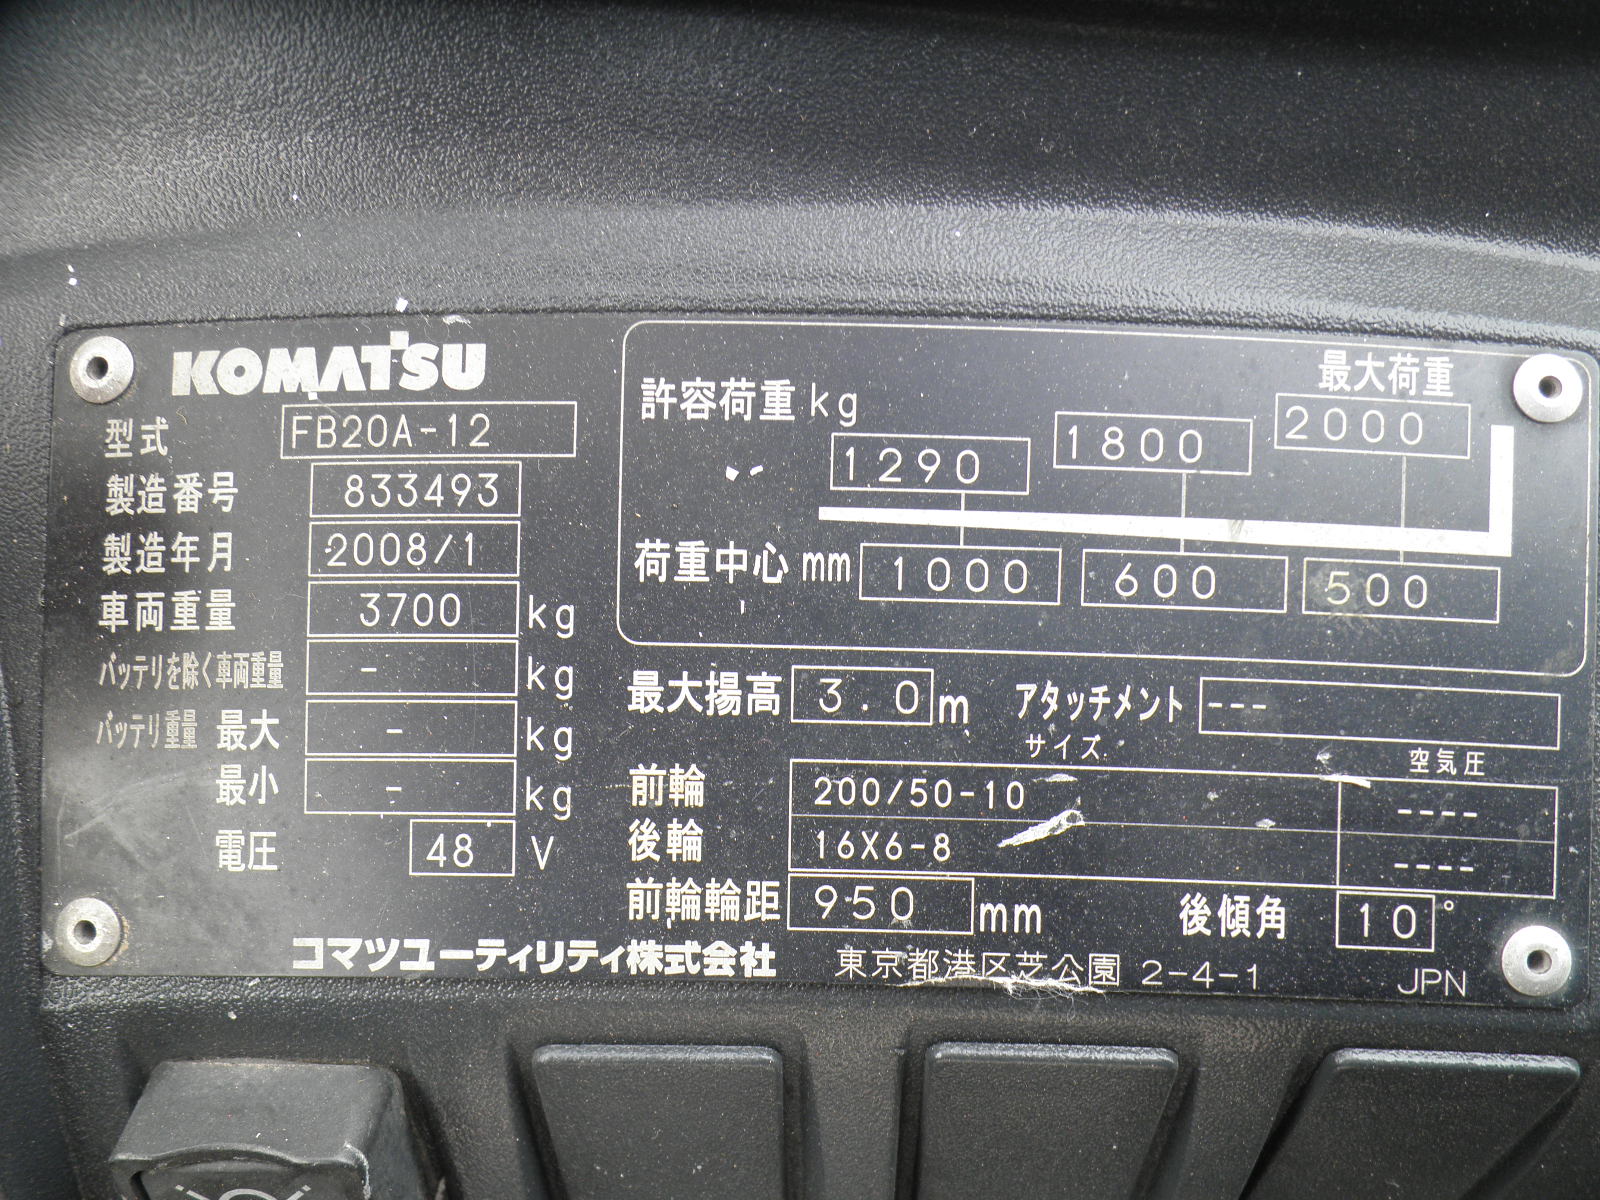 KOMATSU
型式 FB20A-12
製造番号 833493
製造年月 2008/1
車両重量 3700 kg
バッテリを除く車両重量 - kg
バッテリ重量 最大 - kg
最小 - kg
電圧 48 V
最大荷重
許容荷重 kg 1290 1800 2000
荷重中心 mm 1000 600 500
最大揚高 3.0 m アタッチメント ---
サイズ 空気圧
前輪 200/50-10 ----
後輪 16X6-8 ----
前輪輪距 950 mm 後傾角 10°
コマツユーティリティ株式会社 東京都港区芝公園 2-4-1 JPN